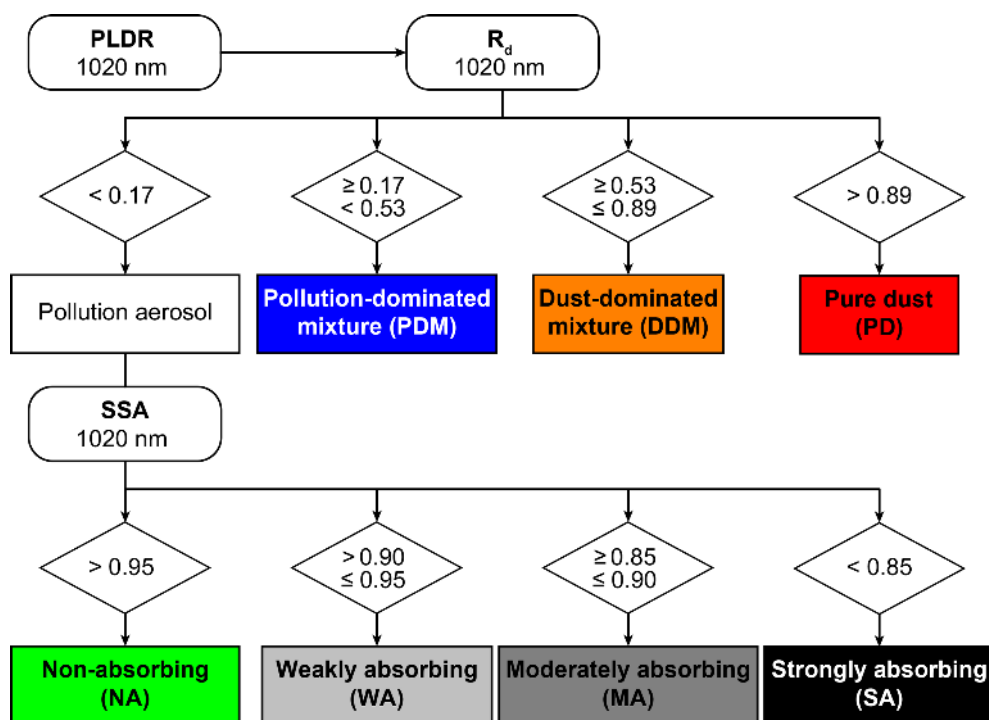 PLDR
1020 nm
R_d
1020 nm
< 0.17
≥ 0.17
< 0.53
≥ 0.53
≤ 0.89
> 0.89
Pollution aerosol
Pollution-dominated
mixture (PDM)
Dust-dominated
mixture (DDM)
Pure dust
(PD)
SSA
1020 nm
> 0.95
> 0.90
≤ 0.95
≥ 0.85
≤ 0.90
< 0.85
Non-absorbing
(NA)
Weakly absorbing
(WA)
Moderately absorbing
(MA)
Strongly absorbing
(SA)